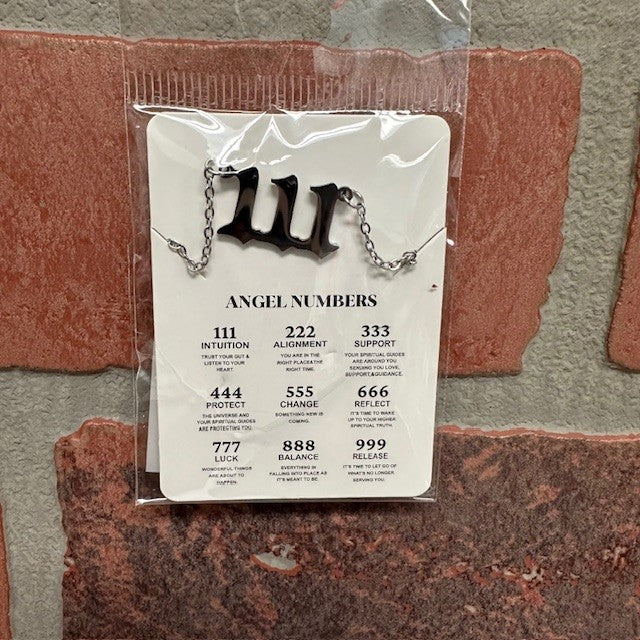 111
ANGEL NUMBERS
111 222 333
INTUITION ALIGNMENT SUPPORT
TRUST YOUR GUT &
LISTEN TO YOUR
HEART.
YOU ARE IN THE
RIGHT PLACE&THE
RIGHT TIME.
YOUR SPIRITUAL GUIDES
ARE AROUND YOU
SENDING YOU LOVE,
SUPPORT&GUIDANCE.
444 555 666
PROTECT CHANGE REFLECT
THE UNIVERSE AND
YOUR SPIRITUAL GUIDES
ARE PROTECTING YOU.
SOMETHING NEW IS
COMING.
IT'S TIME TO WAKE
UP TO YOUR HIGHER
SPIRITUAL TRUTH.
777 888 999
LUCK BALANCE RELEASE
WONDERFUL THINGS
ARE ABOUT TO
HAPPEN.
EVERYTHING IS
FALLING INTO PLACE AS
IT'S MEANT TO BE.
IT'S TIME TO LET GO OF
WHAT'S NO LONGER
SERVING YOU.